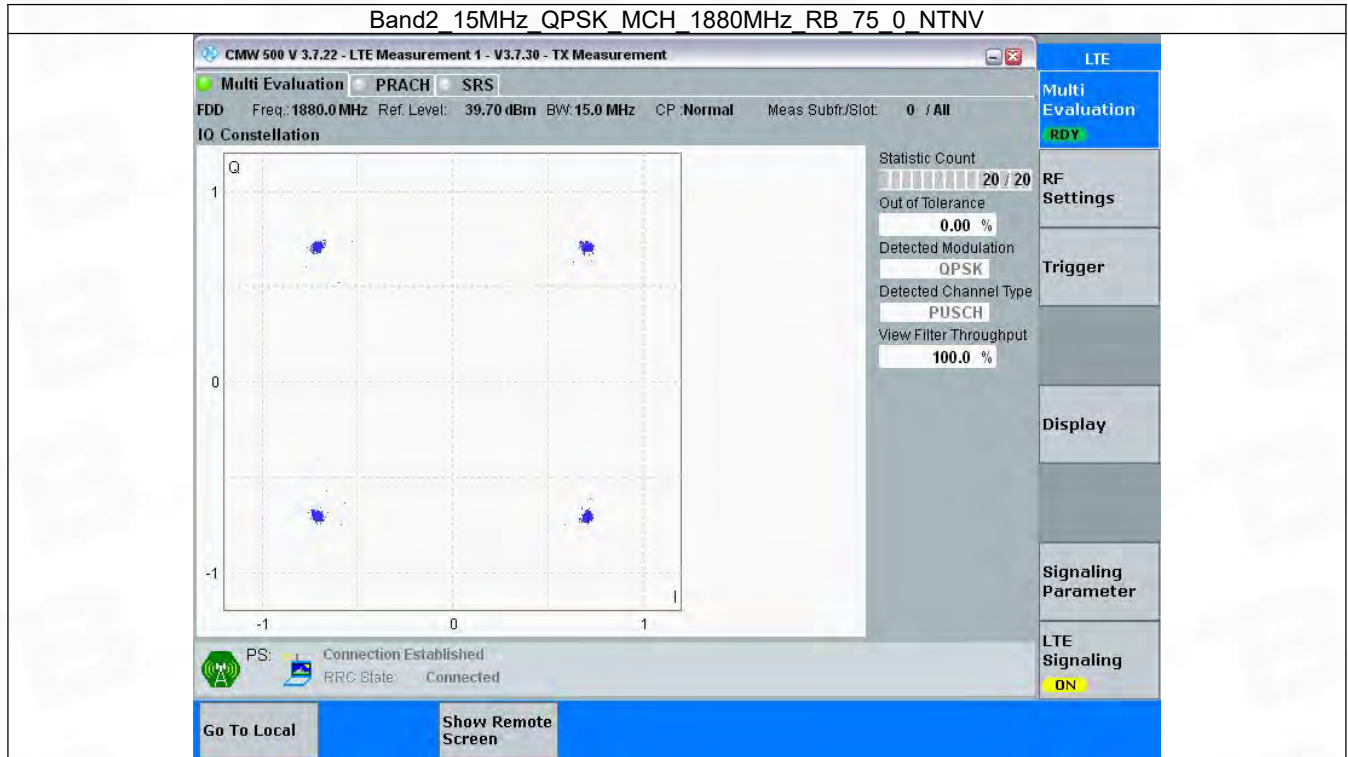 Band2_15MHz_QPSK_MCH_1880MHz_RB_75_0_NTNV
CMW 500 V 3.7.22 - LTE Measurement 1 - V3.7.30 - TX Measurement
LTE
Multi Evaluation PRACH SRS
Multi
Evaluation
RDY
FDD Freq.: 1880.0 MHz Ref. Level: 39.70 dBm BW: 15.0 MHz CP : Normal Meas Subfr./Slot: 0 / All
IQ Constellation
Q
1
0
-1
I
-1 0 1
Statistic Count
20 / 20
Out of Tolerance
0.00 %
Detected Modulation
QPSK
Detected Channel Type
PUSCH
View Filter Throughput
100.0 %
RF
Settings
Trigger
Display
Signaling
Parameter
LTE
Signaling
ON
PS: Connection Established
RRC State: Connected
Go To Local
Show Remote
Screen